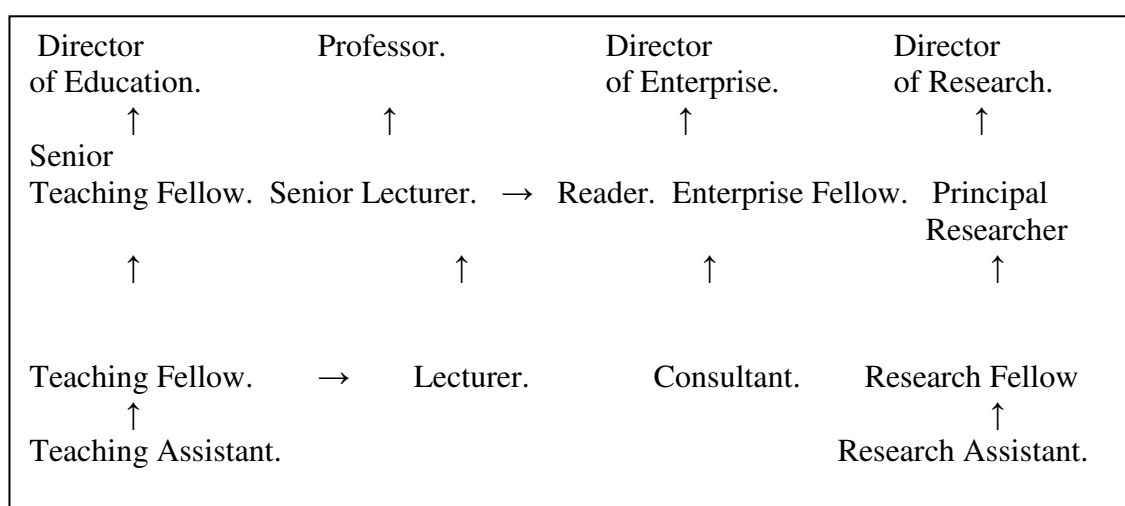 Director Professor. Director Director
of Education. of Enterprise. of Research.
↑ ↑ ↑ ↑
Senior
Teaching Fellow. Senior Lecturer. → Reader. Enterprise Fellow. Principal
Researcher
↑ ↑ ↑ ↑
Teaching Fellow. → Lecturer. Consultant. Research Fellow
↑ ↑
Teaching Assistant. Research Assistant.